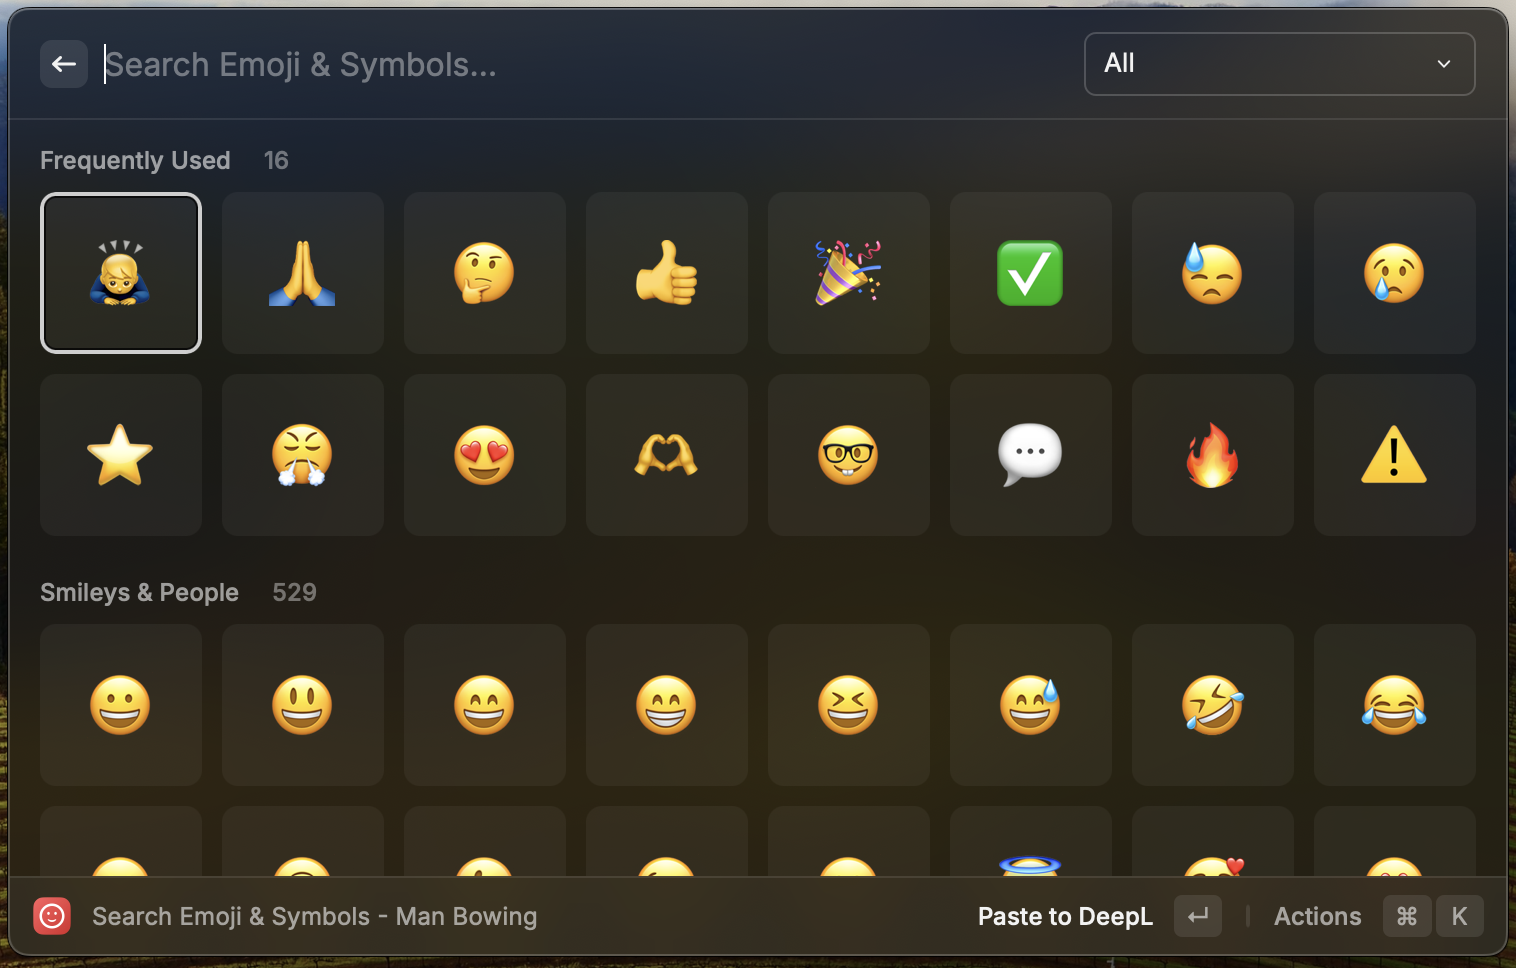 Search Emoji & Symbols...
All
Frequently Used 16
Smileys & People 529
Search Emoji & Symbols - Man Bowing
Paste to DeepL ↵ Actions ⌘ K